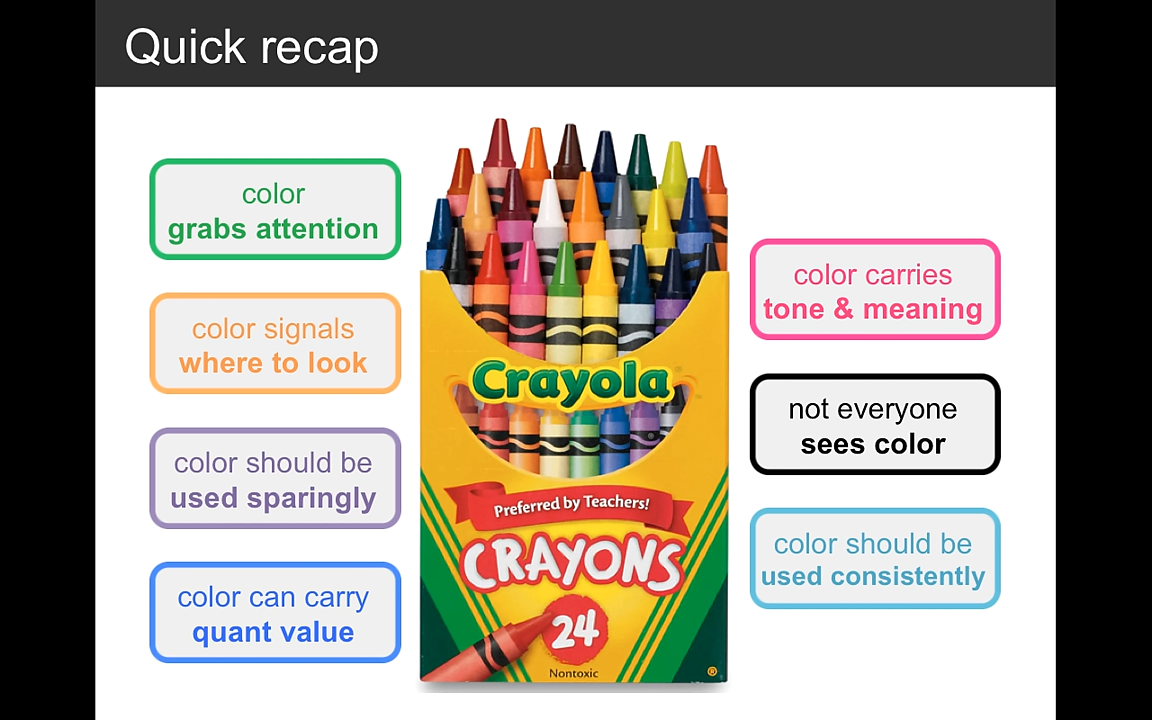 Quick recap
color
grabs attention
color signals
where to look
color should be
used sparingly
color can carry
quant value
Crayola
Preferred by Teachers!
CRAYONS
24
Nontoxic
®
color carries
tone & meaning
not everyone
sees color
color should be
used consistently